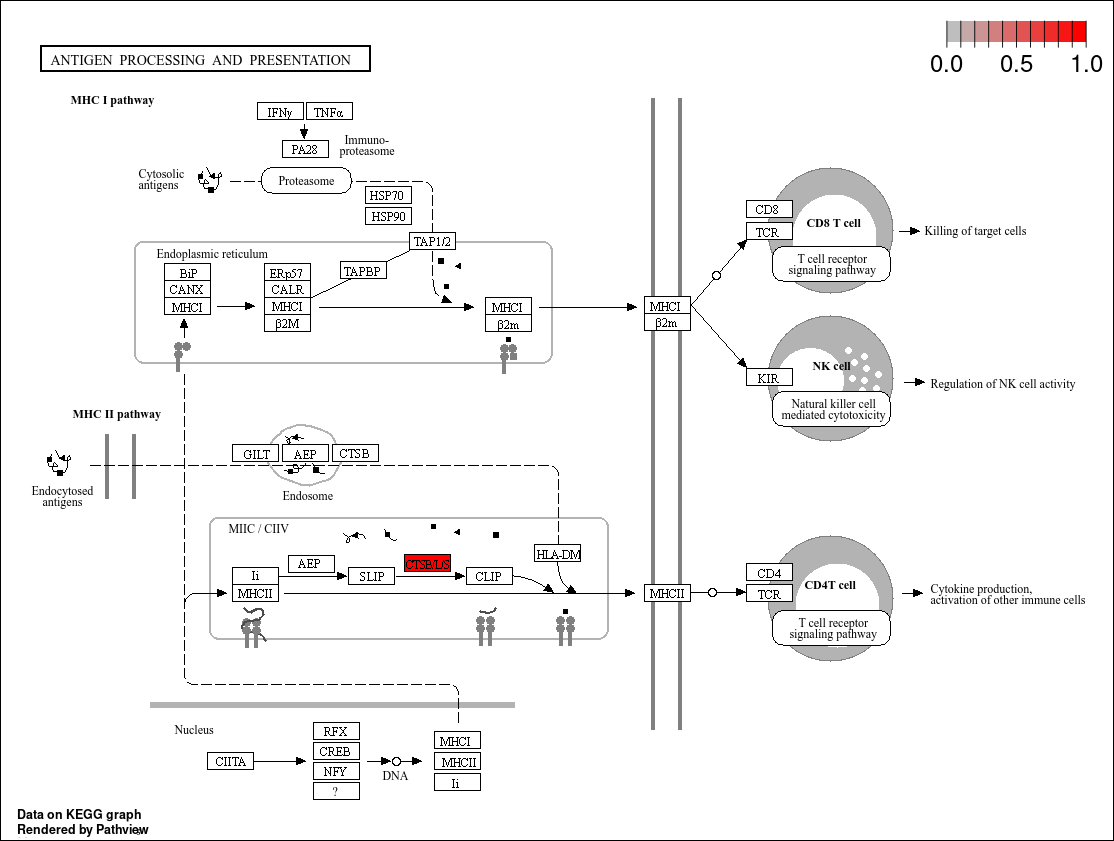 ANTIGEN PROCESSING AND PRESENTATION
0.0 0.5 1.0
MHC I pathway
IFNγ TNFα
PA28
Immuno-
proteasome
Cytosolic
antigens
Proteasome
HSP70
HSP90
TAP1/2
Endoplasmic reticulum
BiP
CANX
MHCI
ERp57
CALR
MHCI
β2M
TAPBP
MHCI
β2m
MHCI
β2m
CD8
TCR
CD8 T cell
T cell receptor
signaling pathway
Killing of target cells
KIR
NK cell
Natural killer cell
mediated cytotoxicity
Regulation of NK cell activity
MHC II pathway
Endocytosed
antigens
GILT AEP CTSB
Endosome
MIIC / CIIV
Ii
MHCII
AEP
SLIP
CTSB/L/S
CLIP
HLA-DM
MHCII
CD4
TCR
CD4T cell
T cell receptor
signaling pathway
Cytokine production,
activation of other immune cells
Nucleus
CIITA
RFX
CREB
NFY
?
DNA
MHCI
MHCII
Ii
Data on KEGG graph
Rendered by Pathview